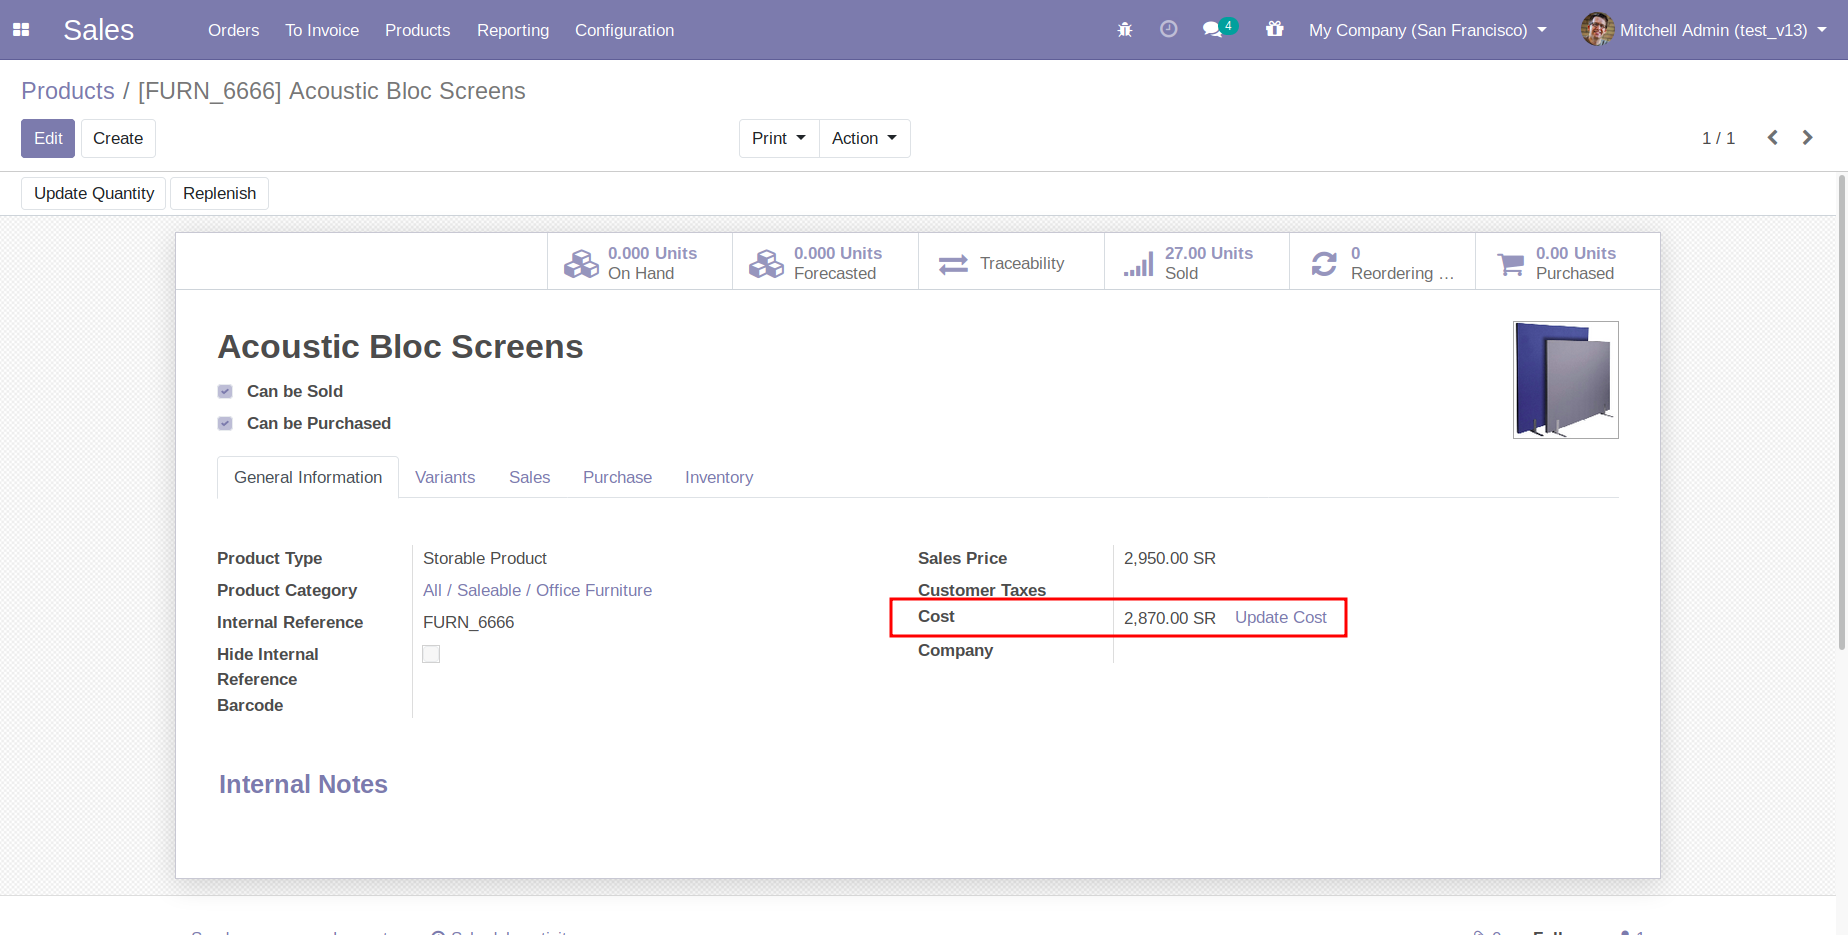 Sales Orders To Invoice Products Reporting Configuration 4 My Company (San Francisco) Mitchell Admin (test_v13)
Products / [FURN_6666] Acoustic Bloc Screens
Edit Create Print Action 1 / 1
Update Quantity Replenish
0.000 Units
On Hand
0.000 Units
Forecasted
Traceability
27.00 Units
Sold
0
Reordering ...
0.00 Units
Purchased
Acoustic Bloc Screens
Can be Sold
Can be Purchased
General Information Variants Sales Purchase Inventory
Product Type Storable Product
Product Category All / Saleable / Office Furniture
Internal Reference FURN_6666
Hide Internal
Reference
Barcode
Sales Price 2,950.00 SR
Customer Taxes
Cost 2,870.00 SR Update Cost
Company
Internal Notes